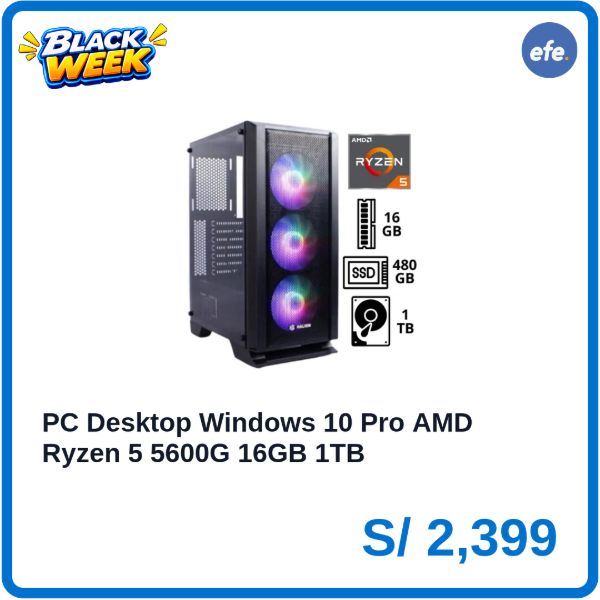 BLACK
WEEK
efe.
AMD
RYZEN
5
16
GB
SSD
480
GB
1
TB
PC Desktop Windows 10 Pro AMD
Ryzen 5 5600G 16GB 1TB
S/ 2,399